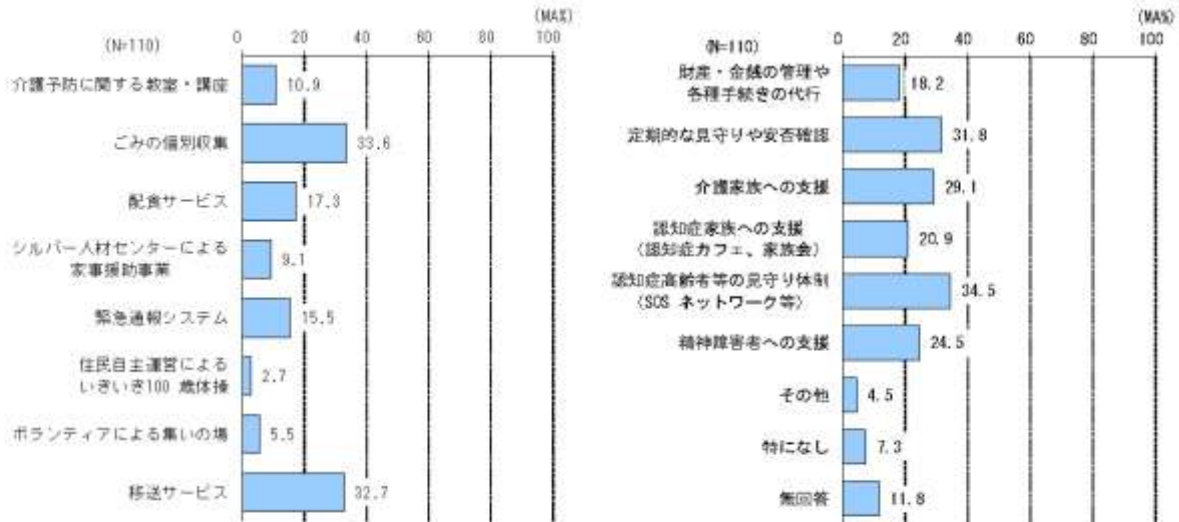 (MA%)
(N=110)
0 20 40 60 80 100
介護予防に関する教室・講座 10.9
ごみの個別収集 33.6
配食サービス 17.3
シルバー人材センターによる
家事援助事業 9.1
緊急通報システム 15.5
住民自主運営による
いきいき100 歳体操 2.7
ボランティアによる集いの場 5.5
移送サービス 32.7
(MA%)
(N=110)
0 20 40 60 80 100
財産・金銭の管理や
各種手続きの代行 18.2
定期的な見守りや安否確認 31.8
介護家族への支援 29.1
認知症家族への支援
(認知症カフェ、家族会) 20.9
認知症高齢者等の見守り体制
(SOS ネットワーク等) 34.5
精神障害者への支援 24.5
その他 4.5
特になし 7.3
無回答 11.8